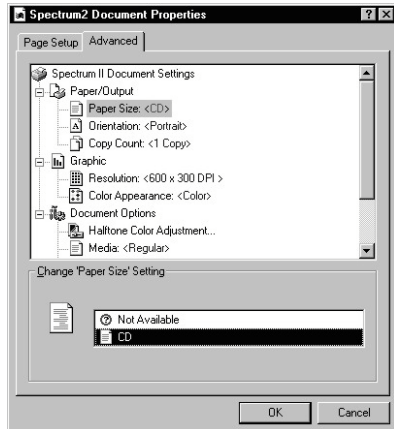 Spectrum2 Document Properties
Page Setup
Advanced
Spectrum II Document Settings
Paper/Output
Paper Size: <CD>
Orientation: <Portrait>
Copy Count: <1 Copy>
Graphic
Resolution: <600 x 300 DPI >
Color Appearance: <Color>
Document Options
Halftone Color Adjustment...
Media: <Regular>
Change 'Paper Size' Setting
Not Available
CD
OK
Cancel